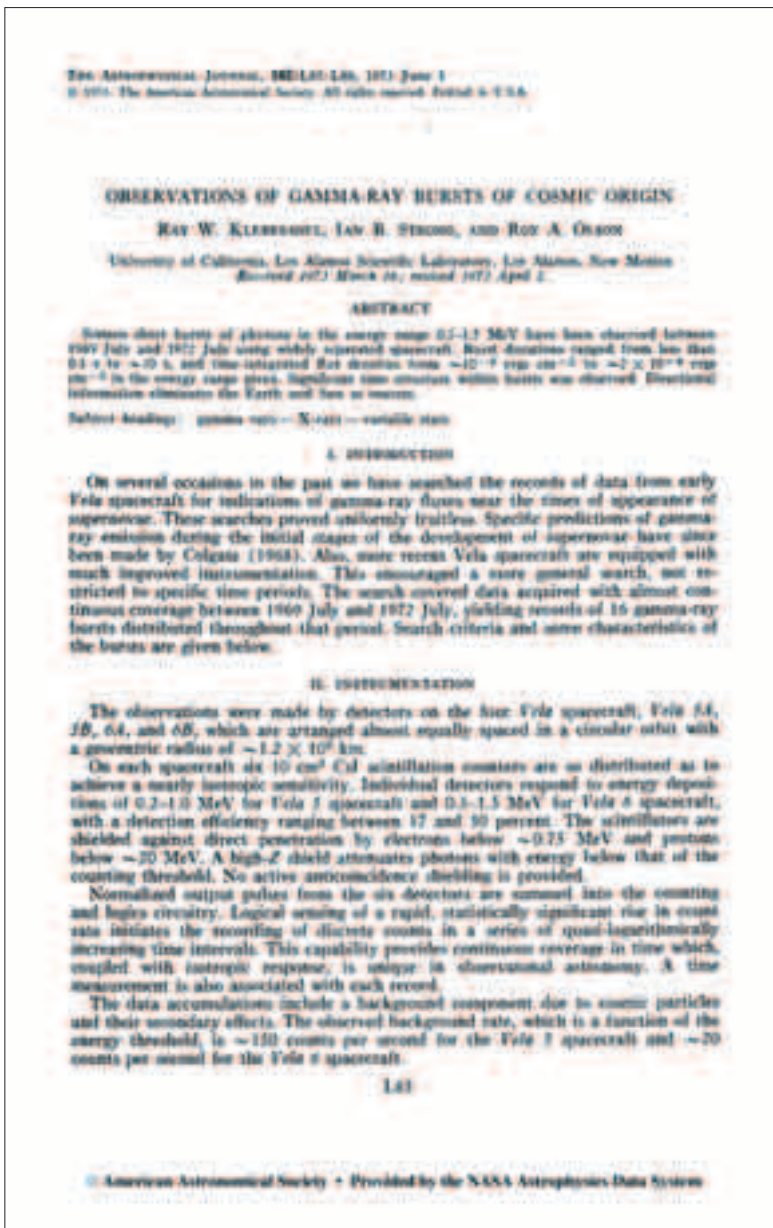 THE ASTROPHYSICAL JOURNAL, 182:L85-L88, 1973 June 1
© 1973. The American Astronomical Society. All rights reserved. Printed in U.S.A.
OBSERVATIONS OF GAMMA-RAY BURSTS OF COSMIC ORIGIN
RAY W. KLEBESADEL, IAN B. STRONG, AND ROY A. OLSON
University of California, Los Alamos Scientific Laboratory, Los Alamos, New Mexico
Received 1973 March 16; revised 1973 April 2
ABSTRACT
Sixteen short bursts of photons in the energy range 0.2-1.5 MeV have been observed between
1969 July and 1972 July using widely separated spacecraft. Burst durations ranged from less than
0.1 s to ~30 s, and time-integrated flux densities from ergs cm⁻² to ergs
cm⁻² in the energy range given. Significant time structure within bursts was observed. Directional
information eliminates the Earth and Sun as sources.
Subject headings: gamma rays — X-rays — variable stars
I. INTRODUCTION
On several occasions in the past we have searched the records of data from early
Vela spacecraft for indications of gamma-ray fluxes near the times of appearance of
supernovae. These searches proved uniformly fruitless. Specific predictions of gamma-
ray emission during the initial stages of the development of supernovae have since
been made by Colgate (1968). Also, more recent Vela spacecraft are equipped with
much improved instrumentation. This encouraged a more general search, not re-
stricted to specific time periods. The search covered data acquired with almost con-
tinuous coverage between 1969 July and 1972 July, yielding records of 16 gamma-ray
bursts distributed throughout that period. Search criteria and some characteristics of
the bursts are given below.
II. INSTRUMENTATION
The observations were made by detectors on the four Vela spacecraft, Vela 5A,
5B, 6A, and 6B, which are arranged almost equally spaced in a circular orbit with
a geocentric radius of ~1.2 × 10⁵ km.
On each spacecraft six 10 cm³ CsI scintillation counters are so distributed as to
achieve a nearly isotropic sensitivity. Individual detectors respond to energy deposi-
tions of 0.2-1.0 MeV for Vela 5 spacecraft and 0.3-1.5 MeV for Vela 6 spacecraft,
with a detection efficiency ranging between 17 and 50 percent. The scintillators are
shielded against direct penetration by electrons below ~0.75 MeV and protons
below ~20 MeV. A high-Z shield attenuates photons with energy below that of the
counting threshold. No active anticoincidence shielding is provided.
Normalized output pulses from the six detectors are summed into the counting
and logics circuitry. Logical sensing of a rapid, statistically significant rise in count
rate initiates the recording of discrete counts in a series of quasi-logarithmically
increasing time intervals. This capability provides continuous coverage in time which,
coupled with isotropic response, is unique in observational astronomy. A time
measurement is also associated with each record.
The data accumulations include a background component due to cosmic particles
and their secondary effects. The observed background rate, which is a function of the
energy threshold, is ~150 counts per second for the Vela 5 spacecraft and ~20
counts per second for the Vela 6 spacecraft.
L85
© American Astronomical Society • Provided by the NASA Astrophysics Data System